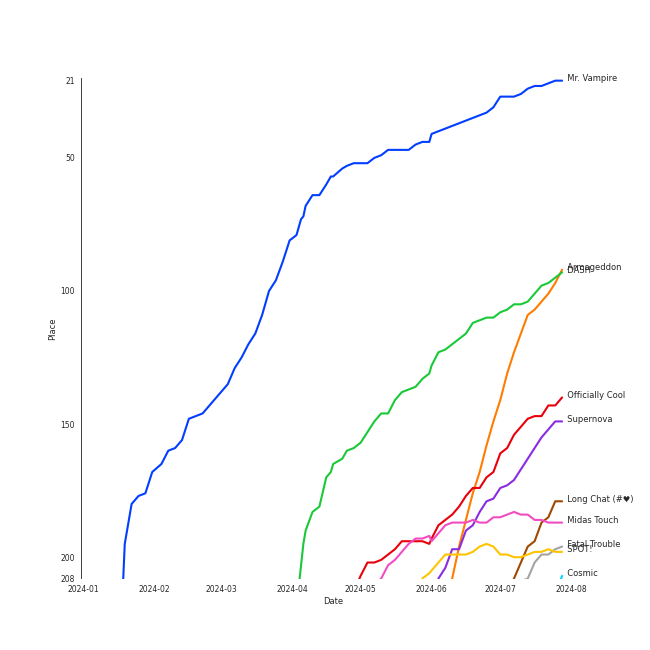 21
50
100
150
200
208
Place
2024-01
2024-02
2024-03
2024-04
2024-05
2024-06
2024-07
2024-08
Date
Mr. Vampire
Armageddon
DASH
Officially Cool
Supernova
Long Chat (#♥)
Midas Touch
Fatal Trouble
SPOT!
Cosmic